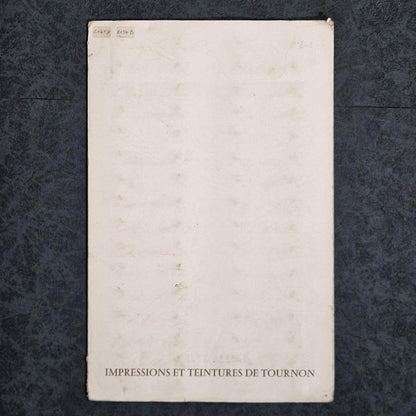 IMPRESSIONS ET TEINTURES DE TOURNON